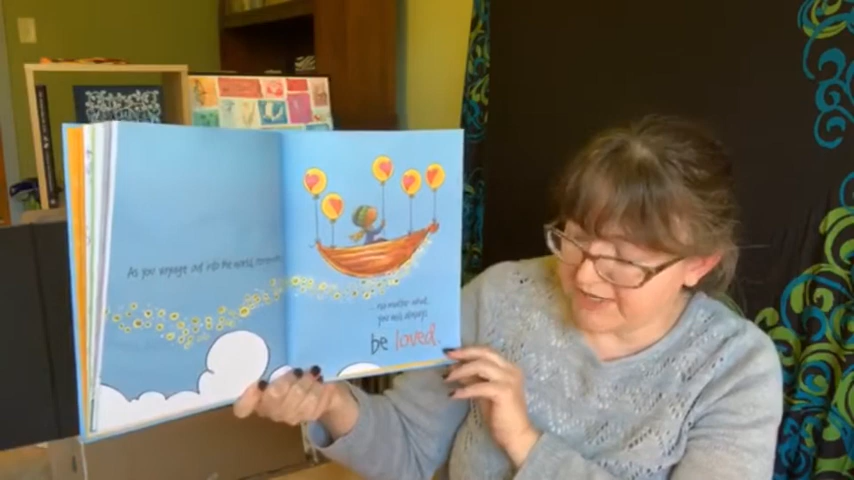 As you voyage out into the world,
... no matter what,
you will always
be loved.